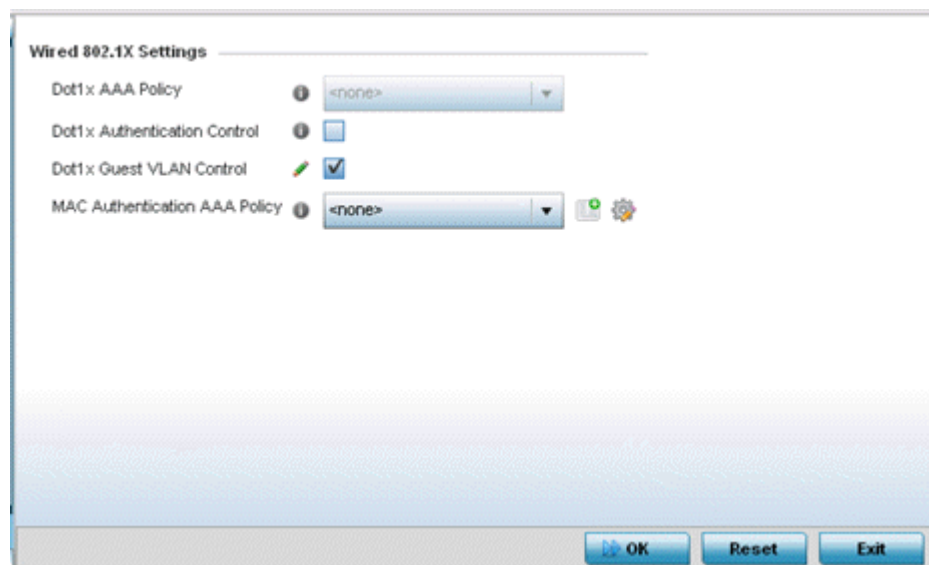 Wired 802.1X Settings
Dot1x AAA Policy <none>
Dot1x Authentication Control
Dot1x Guest VLAN Control
MAC Authentication AAA Policy <none>
OK Reset Exit